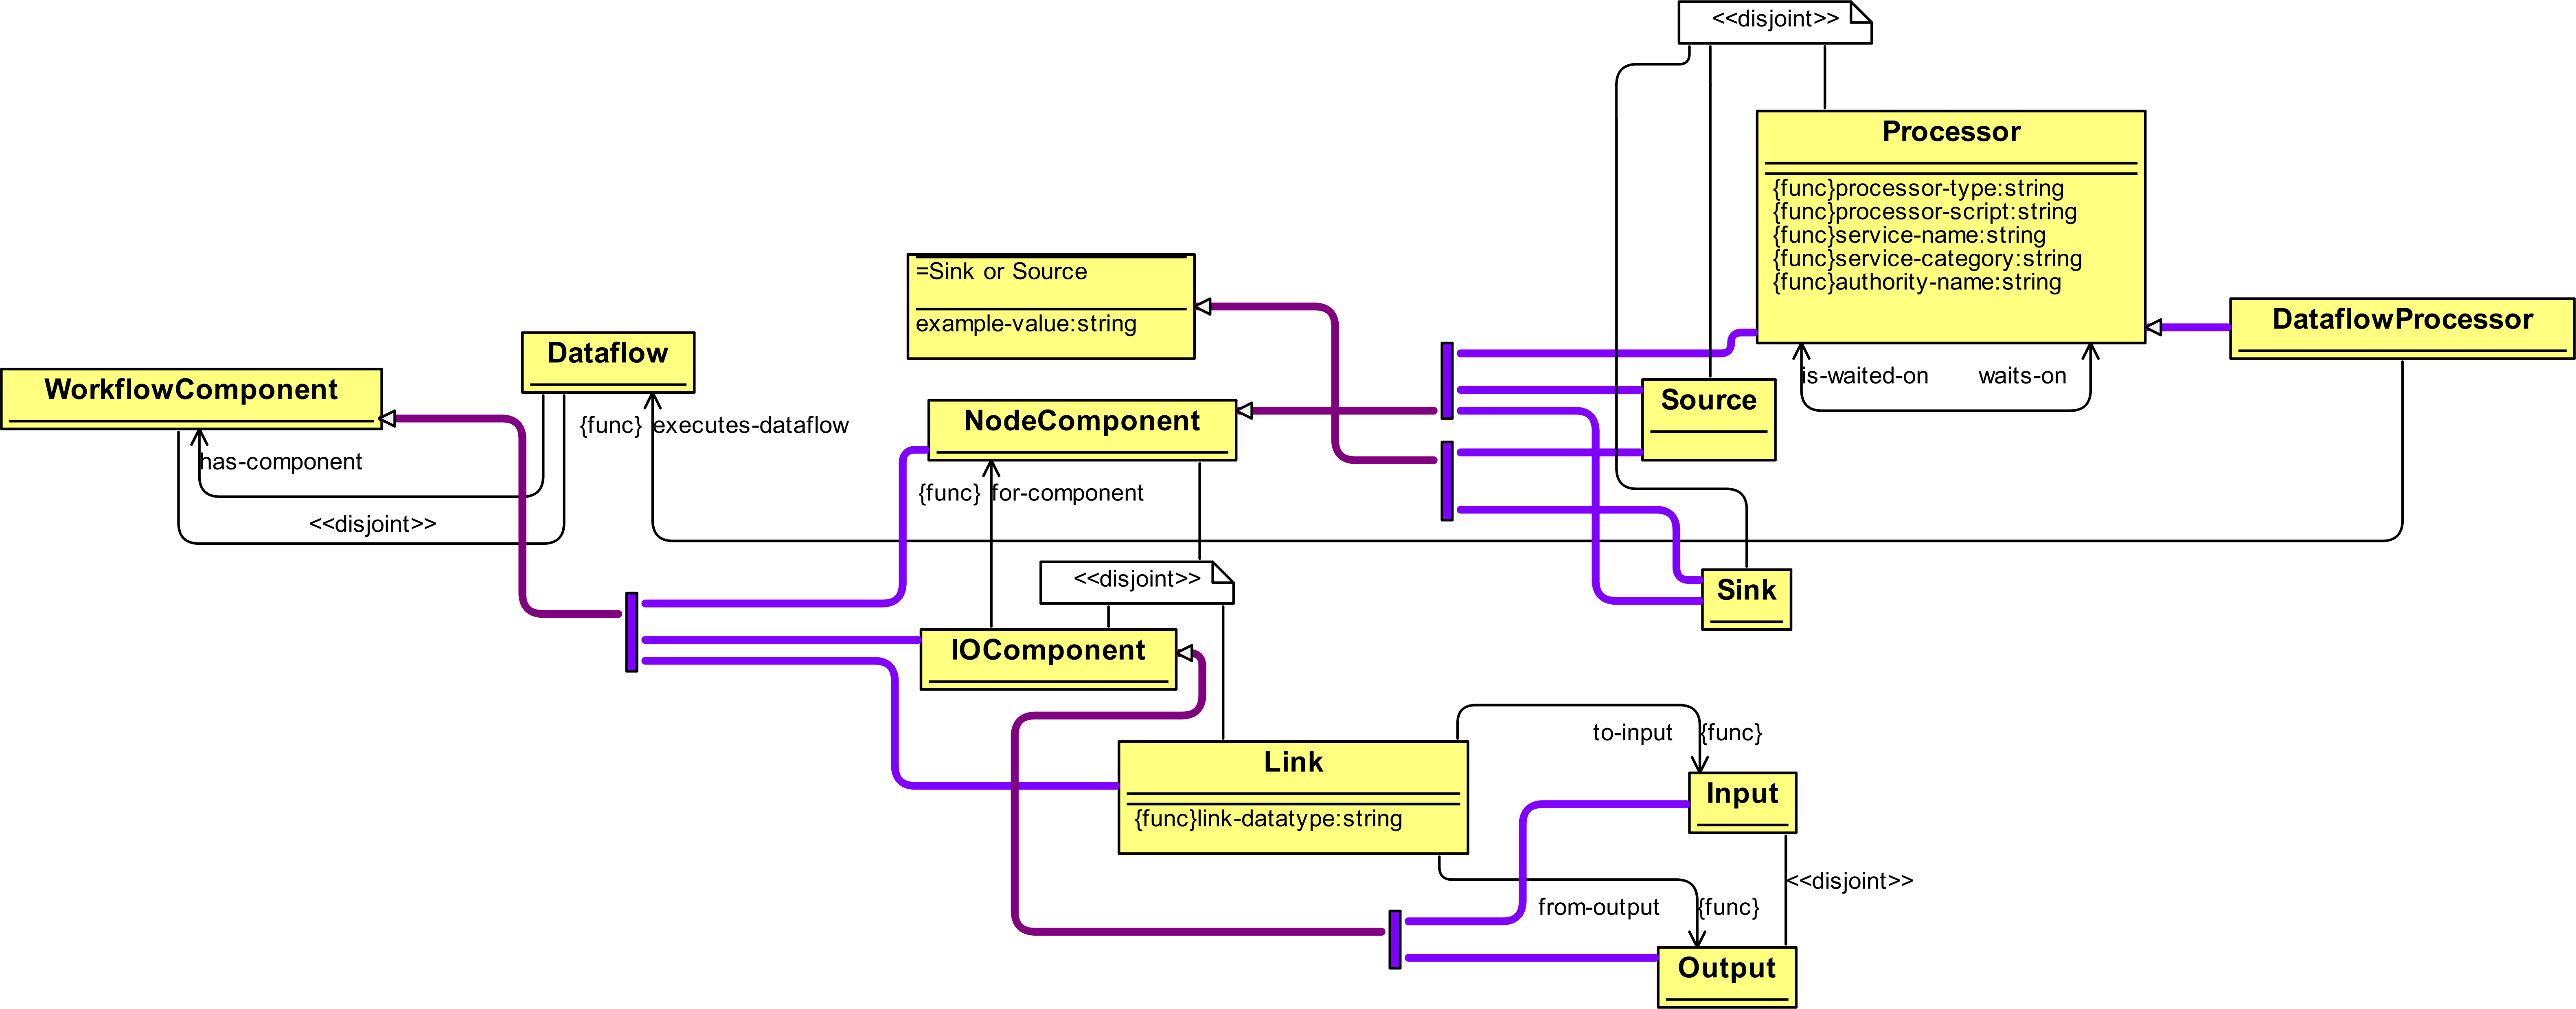 <<disjoint>>
Processor
{func}processor-type:string
{func}processor-script:string
{func}service-name:string
{func}service-category:string
{func}authority-name:string
=Sink or Source
example-value:string
DataflowProcessor
Dataflow
WorkflowComponent
is-waited-on
waits-on
Source
NodeComponent
{func} executes-dataflow
has-component
{func} for-component
<<disjoint>>
<<disjoint>>
Sink
IOComponent
to-input {func}
Link
{func}link-datatype:string
Input
<<disjoint>>
from-output {func}
Output